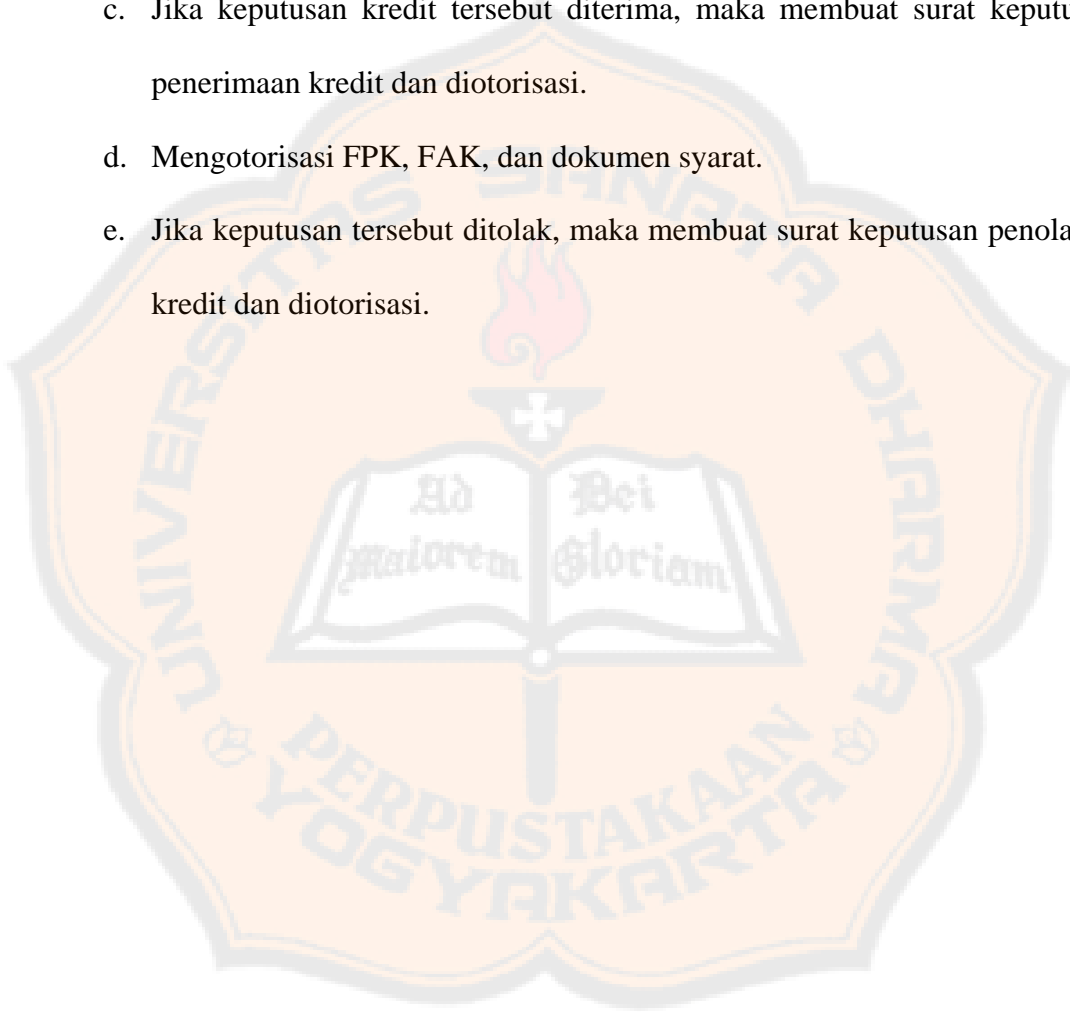 c. Jika keputusan kredit tersebut diterima, maka membuat surat keputu
penerimaan kredit dan diotorisasi.
d. Mengotorisasi FPK, FAK, dan dokumen syarat.
e. Jika keputusan tersebut ditolak, maka membuat surat keputusan penola
kredit dan diotorisasi.
UNIVERSITAS SANATA DHARMA
Ad Dei
Maiorem Gloriam
PERPUSTAKAAN
YOGYAKARTA